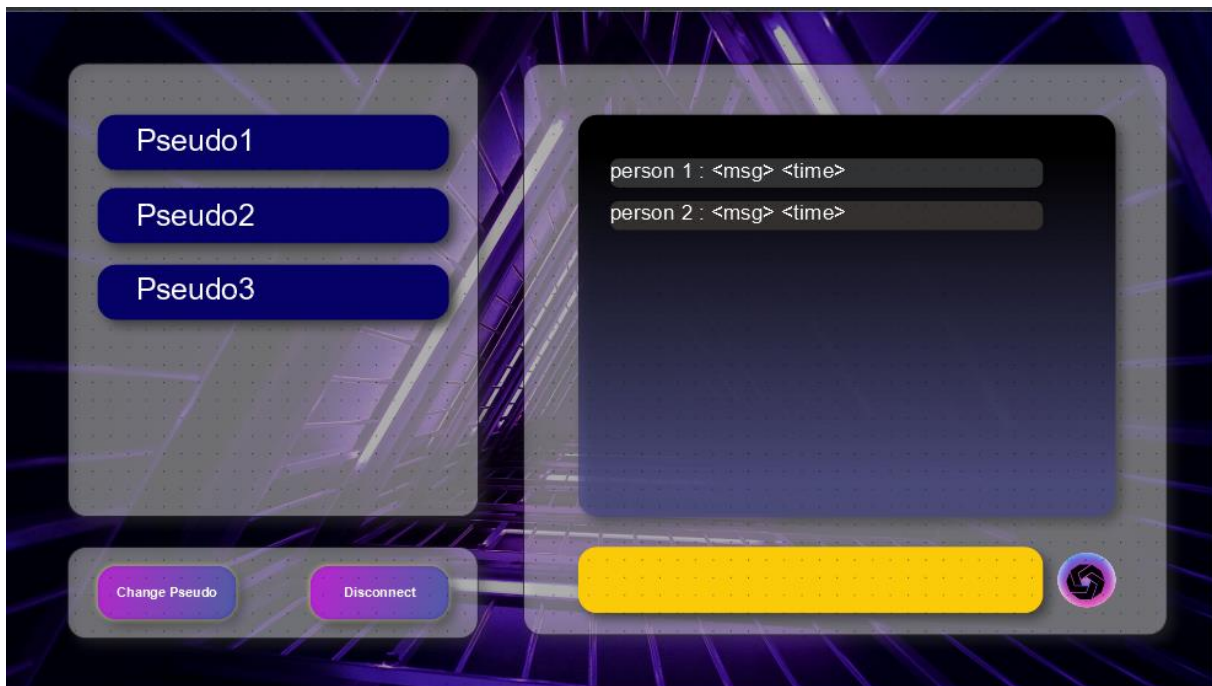 Pseudo1
Pseudo2
Pseudo3
Change Pseudo
Disconnect
person 1 : <msg> <time>
person 2 : <msg> <time>